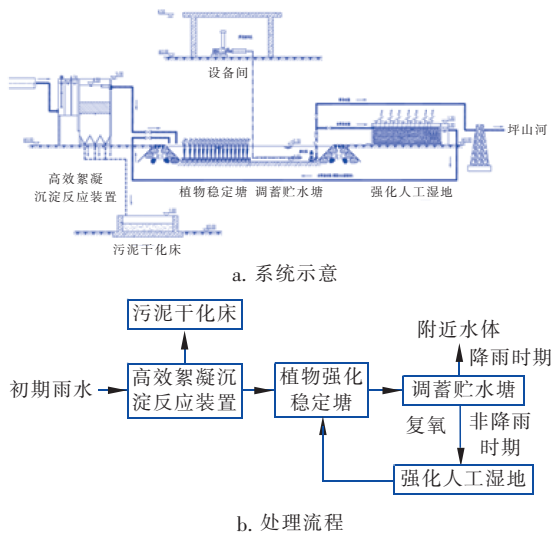 设备间
坪山河
高效絮凝
沉淀反应装置
植物稳定塘
调蓄贮水塘
强化人工湿地
污泥干化床
a. 系统示意
污泥干化床
附近水体
降雨时期
初期雨水
高效絮凝沉
淀反应装置
植物强化
稳定塘
调蓄贮水塘
复氧
非降雨
时期
强化人工湿地
b. 处理流程